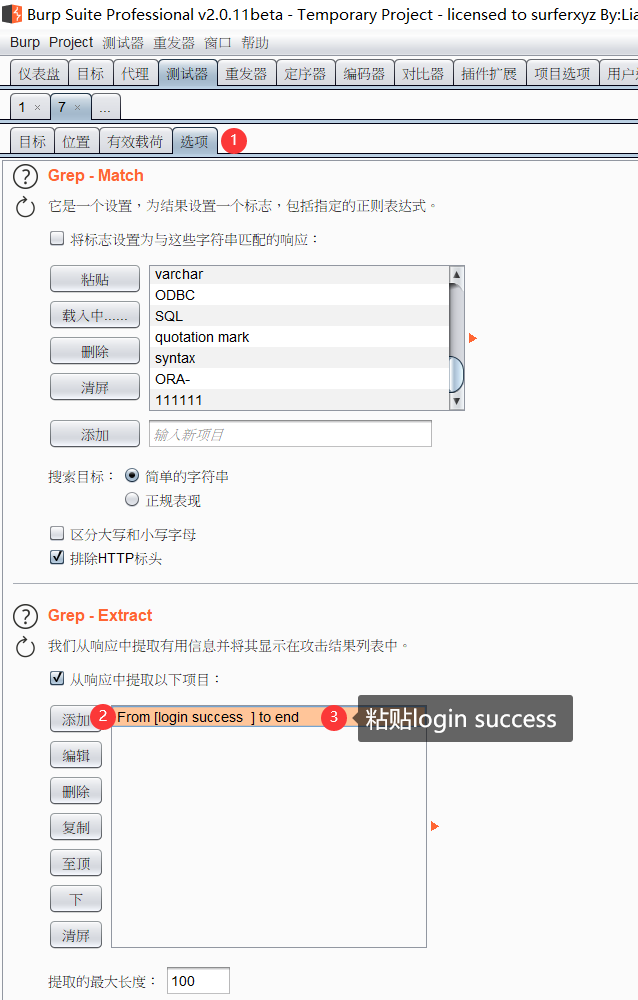 Burp Suite Professional v2.0.11beta - Temporary Project - licensed to surferxyz By:Lia
Burp Project 测试器 重发器 窗口 帮助
仪表盘 目标 代理 测试器 重发器 定序器 编码器 对比器 插件扩展 项目选项
1 × 7 × ...
目标 位置 有效载荷 选项 1
? Grep - Match
它是一个设置，为结果设置一个标志，包括指定的正则表达式。
将标志设置为与这些字符串匹配的响应：
粘贴 varchar
ODBC
载入中...... SQL
quotation mark
删除 syntax
ORA-
清屏 111111
添加 输入新项目
搜索目标： 简单的字符串
正规表现
区分大写和小写字母
排除HTTP标头
? Grep - Extract
我们从响应中提取有用信息并将其显示在攻击结果列表中。
从响应中提取以下项目：
添加 2 From [login success  ] to end 3 粘贴login success
编辑
删除
复制
至顶
下
清屏
提取的最大长度： 100